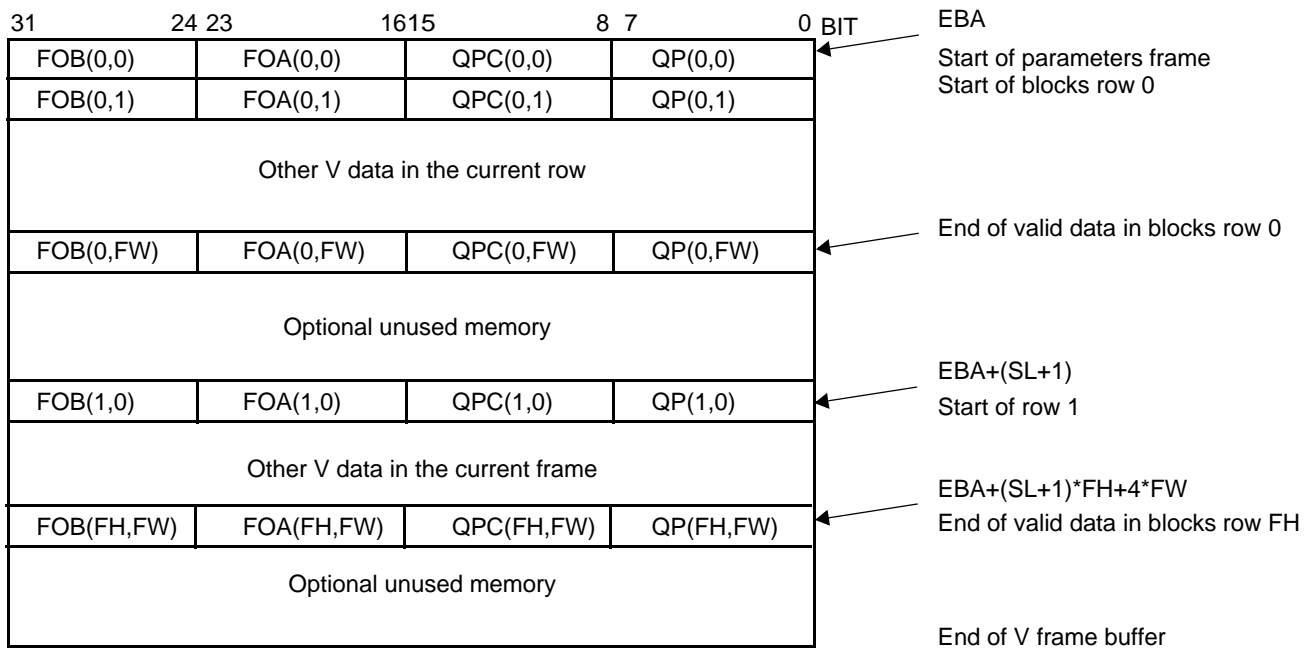 31 24 23 1615 8 7 0 BIT EBA
FOB(0,0) FOA(0,0) QPC(0,0) QP(0,0) Start of parameters frame
FOB(0,1) FOA(0,1) QPC(0,1) QP(0,1) Start of blocks row 0
Other V data in the current row
FOB(0,FW) FOA(0,FW) QPC(0,FW) QP(0,FW) End of valid data in blocks row 0
Optional unused memory
EBA+(SL+1)
FOB(1,0) FOA(1,0) QPC(1,0) QP(1,0) Start of row 1
Other V data in the current frame
EBA+(SL+1)*FH+4*FW
FOB(FH,FW) FOA(FH,FW) QPC(FH,FW) QP(FH,FW) End of valid data in blocks row FH
Optional unused memory
End of V frame buffer